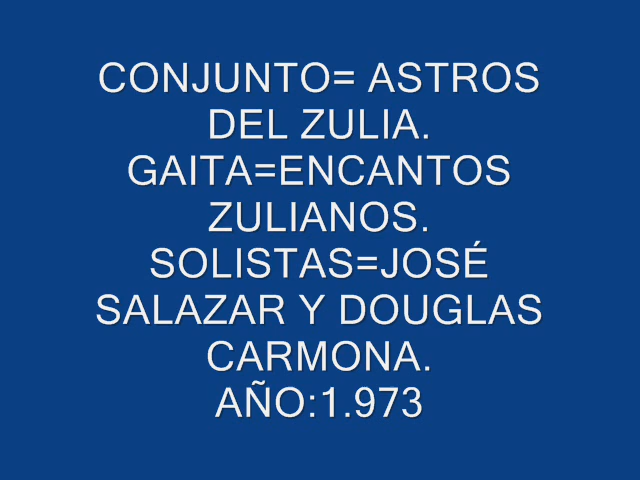 CONJUNTO= ASTROS
DEL ZULIA.
GAITA=ENCANTOS
ZULIANOS.
SOLISTAS=JOSÉ
SALAZAR Y DOUGLAS
CARMONA.
AÑO:1.973